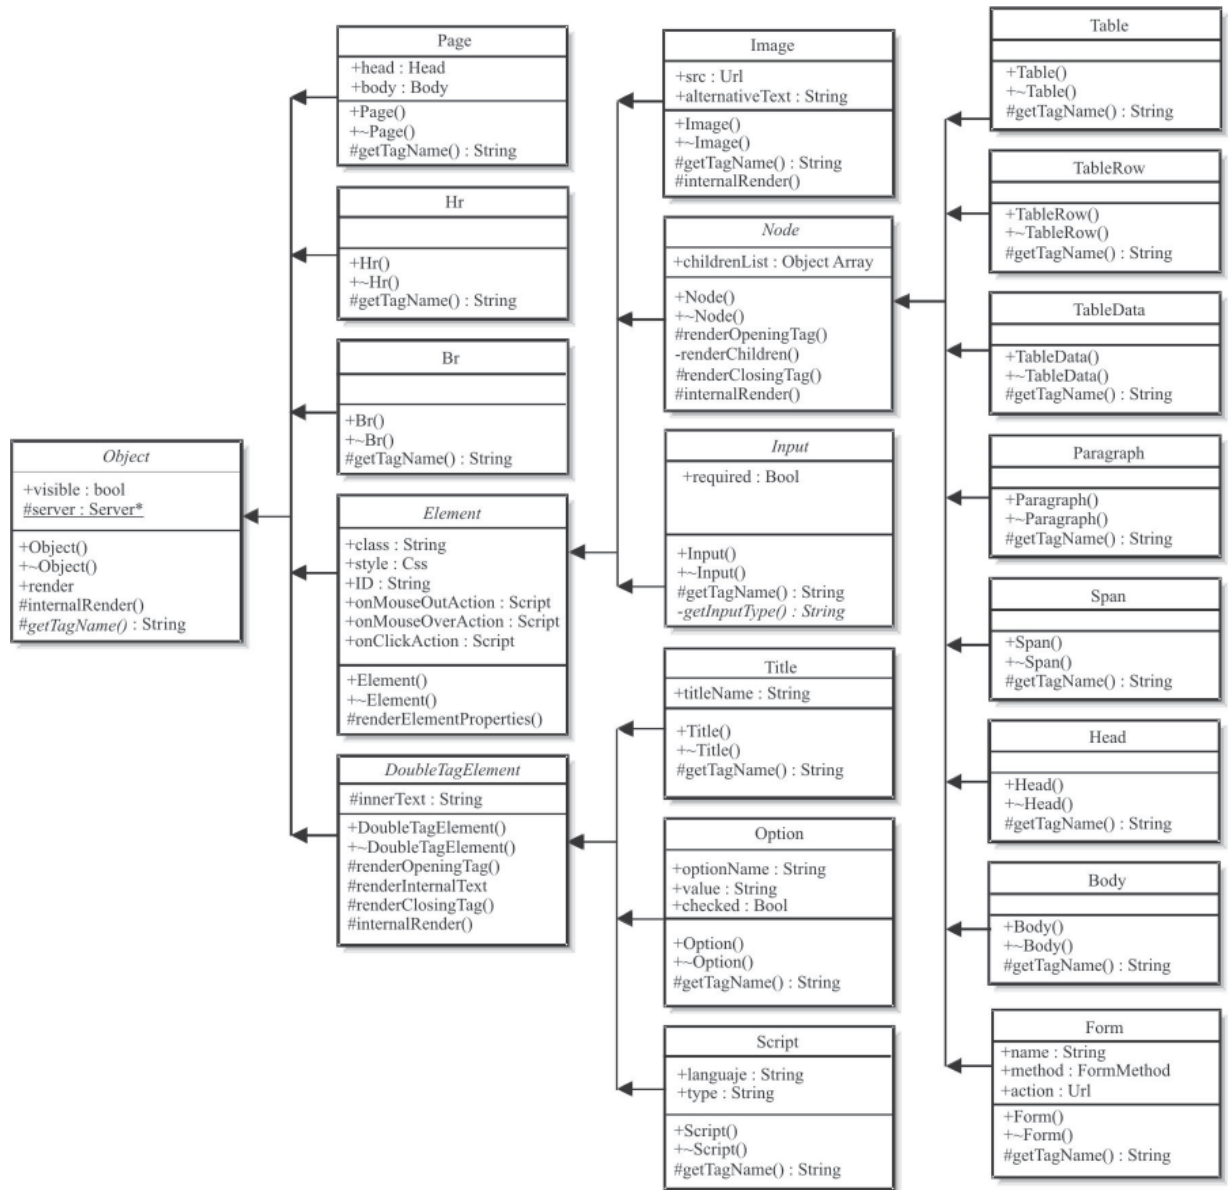 Object
+visible : bool
#server : Server*
+Object()
+~Object()
+render
#internalRender()
#getTagName() : String
Page
+head : Head
+body : Body
+Page()
+~Page()
#getTagName() : String
Hr
+Hr()
+~Hr()
#getTagName() : String
Br
+Br()
+~Br()
#getTagName() : String
Element
+class : String
+style : Css
+ID : String
+onMouseOutAction : Script
+onMouseOverAction : Script
+onClickAction : Script
+Element()
+~Element()
#renderElementProperties()
DoubleTagElement
#innerText : String
+DoubleTagElement()
+~DoubleTagElement()
#renderOpeningTag()
#renderInternalText
#renderClosingTag()
#internalRender()
Image
+src : Url
+alternativeText : String
+Image()
+~Image()
#getTagName() : String
#internalRender()
Node
+childrenList : Object Array
+Node()
+~Node()
#renderOpeningTag()
-renderChildren()
#renderClosingTag()
#internalRender()
Input
+required : Bool
+Input()
+~Input()
#getTagName() : String
-getInputType() : String
Title
+titleName : String
+Title()
+~Title()
#getTagName() : String
Option
+optionName : String
+value : String
+checked : Bool
+Option()
+~Option()
#getTagName() : String
Script
+languaje : String
+type : String
+Script()
+~Script()
#getTagName() : String
Table
+Table()
+~Table()
#getTagName() : String
TableRow
+TableRow()
+~TableRow()
#getTagName() : String
TableData
+TableData()
+~TableData()
#getTagName() : String
Paragraph
+Paragraph()
+~Paragraph()
#getTagName() : String
Span
+Span()
+~Span()
#getTagName() : String
Head
+Head()
+~Head()
#getTagName() : String
Body
+Body()
+~Body()
#getTagName() : String
Form
+name : String
+method : FormMethod
+action : Url
+Form()
+~Form()
#getTagName() : String